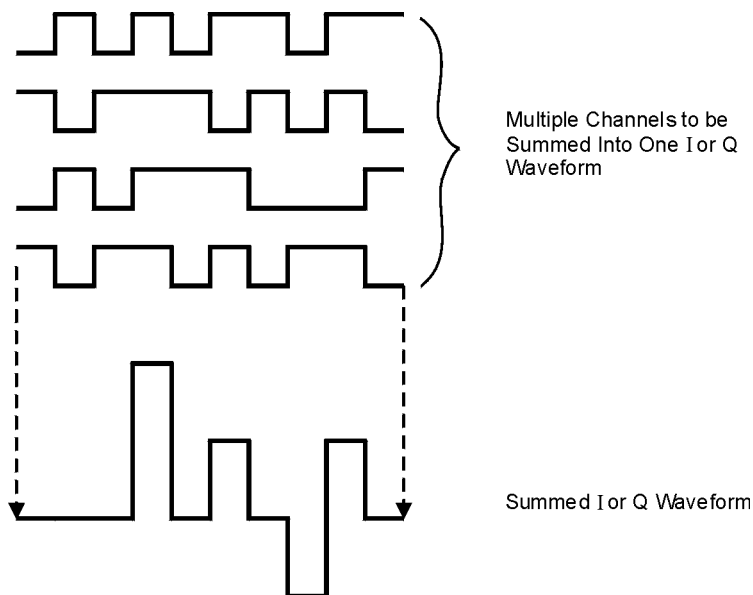 Multiple Channels to be
Summed Into One I or Q
Waveform
Summed I or Q Waveform